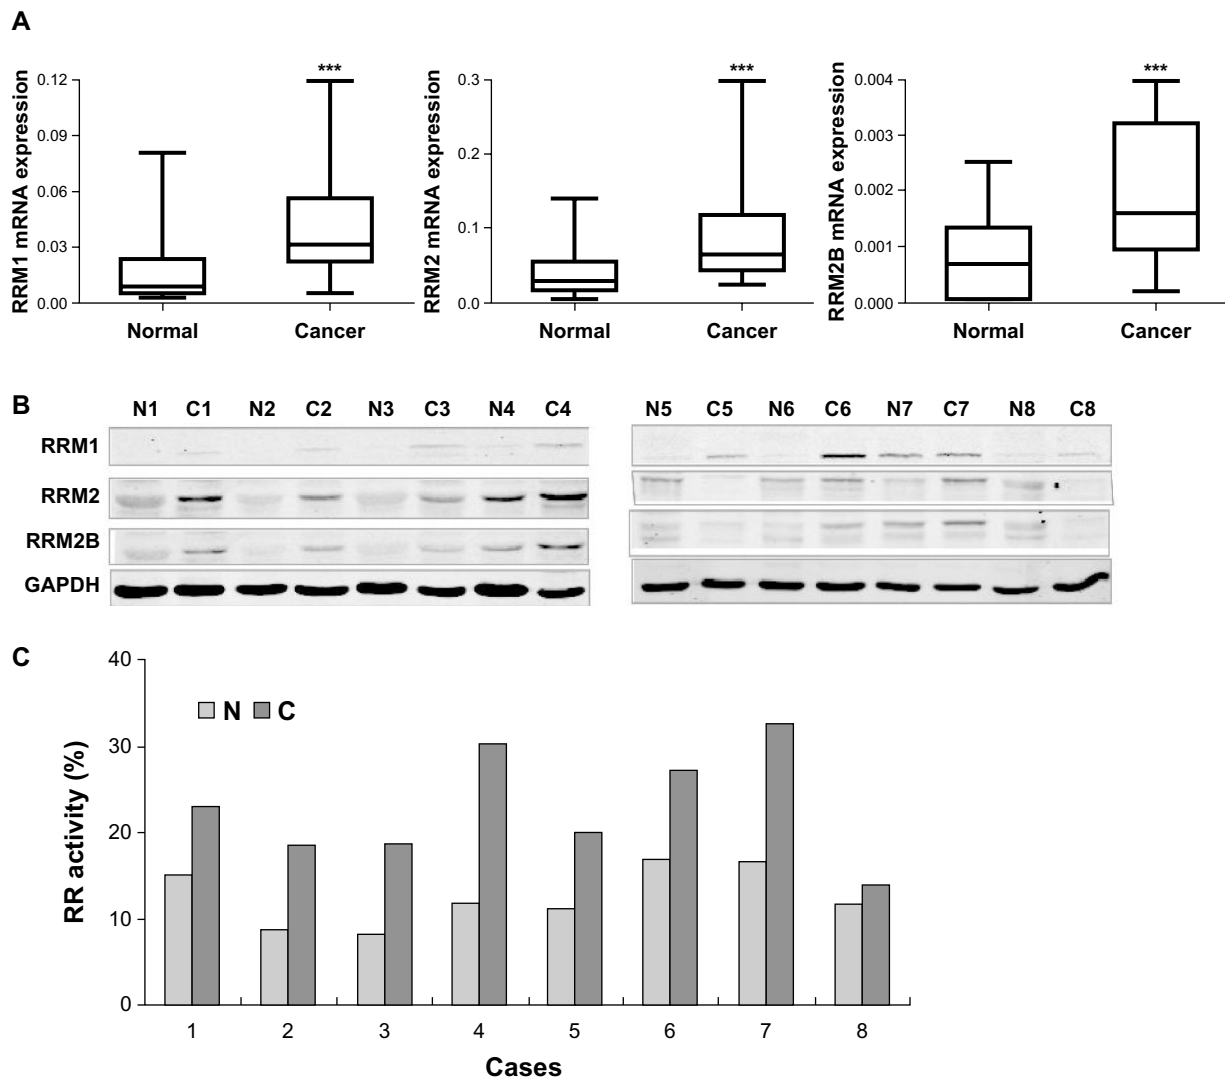 A
RRM1 mRNA expression
0.12
0.09
0.06
0.03
0.00
***
Normal Cancer
RRM2 mRNA expression
0.3
0.2
0.1
0.0
***
Normal Cancer
RRM2B mRNA expression
0.004
0.003
0.002
0.001
0.000
***
Normal Cancer
B
N1 C1 N2 C2 N3 C3 N4 C4 N5 C5 N6 C6 N7 C7 N8 C8
RRM1
RRM2
RRM2B
GAPDH
C
RR activity (%)
40
30
20
10
0
N C
1 2 3 4 5 6 7 8
Cases